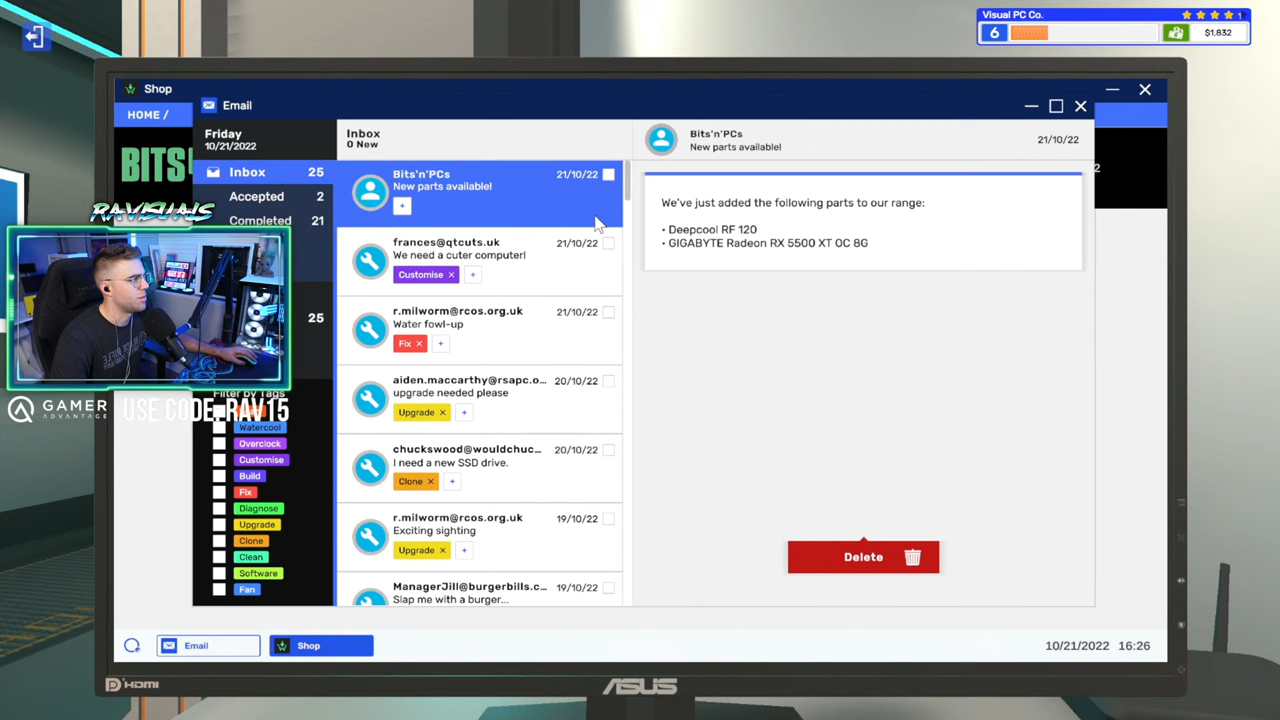 Visual PC Co.
6
$1,832
Shop
HOME /
Email
BITS
Friday
10/21/2022
Inbox 25
Accepted 2
Completed 21
25
Filter by Tags
Watercool
Overclock
Customise
Build
Fix
Diagnose
Upgrade
Clone
Clean
Software
Fan
RAVISUALS
GAMER
ADVANTAGE
USE CODE: RAV15
Inbox
0 New
Bits'n'PCs 21/10/22
New parts available!
+
frances@qtcuts.uk 21/10/22
We need a cuter computer!
Customise × +
r.milworm@rcos.org.uk 21/10/22
Water fowl-up
Fix × +
aiden.maccarthy@rsapc.o... 20/10/22
upgrade needed please
Upgrade × +
chuckswood@wouldchuc... 20/10/22
I need a new SSD drive.
Clone × +
r.milworm@rcos.org.uk 19/10/22
Exciting sighting
Upgrade × +
ManagerJill@burgerbills.c... 19/10/22
Slap me with a burger...
Bits'n'PCs 21/10/22
New parts available!
We've just added the following parts to our range:
• Deepcool RF 120
• GIGABYTE Radeon RX 5500 XT OC 8G
Delete
Email
Shop
10/21/2022 16:26
HDMI
ASUS